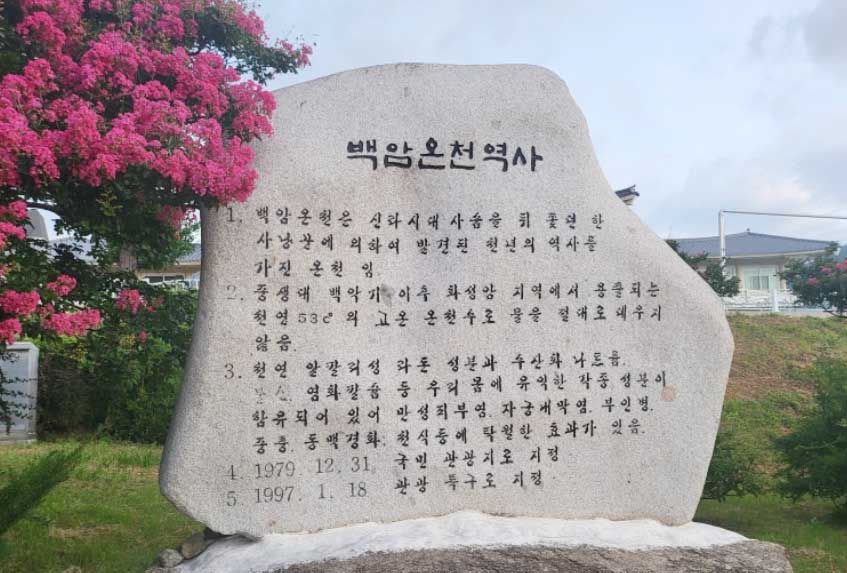 백암온천역사
1. 백암온천은 신라시대 사슴을 뒤 쫓던 한
사냥꾼에 의하여 발견된 천년의 역사를
가진 온천 임.
2. 중생대 백악기 이후 화성암 지역에서 용출되는
천연 53℃의 고온 온천수로 물을 절대로 데우지
않음.
3. 천연 알칼리성 라돈 성분과 수산화 나트륨,
염화칼슘 등 우리 몸에 유익한 각종 성분이
함유되어 있어 만성피부염, 자궁내막염, 부인병,
중풍, 동맥경화, 천식등에 탁월한 효과가 있음.
4. 1979. 12. 31. 국민 관광지로 지정
5. 1997. 1. 18 관광 특구로 지정